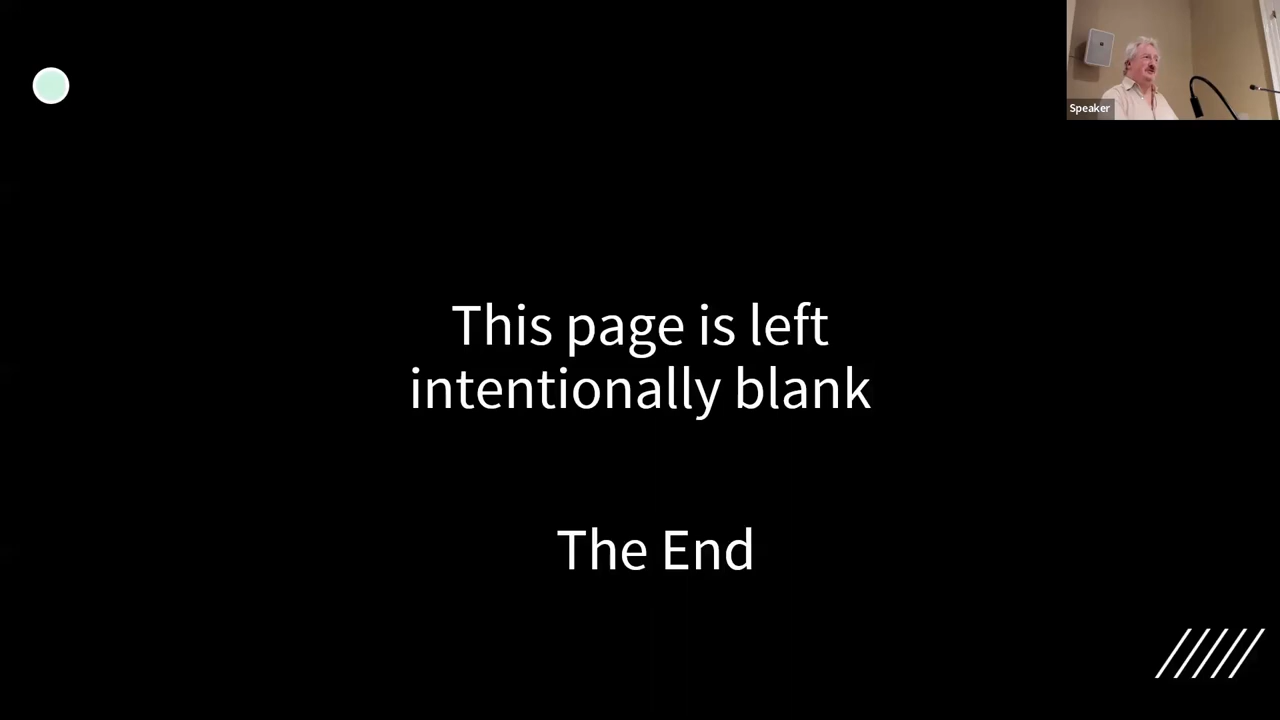 Speaker
This page is left
intentionally blank
The End